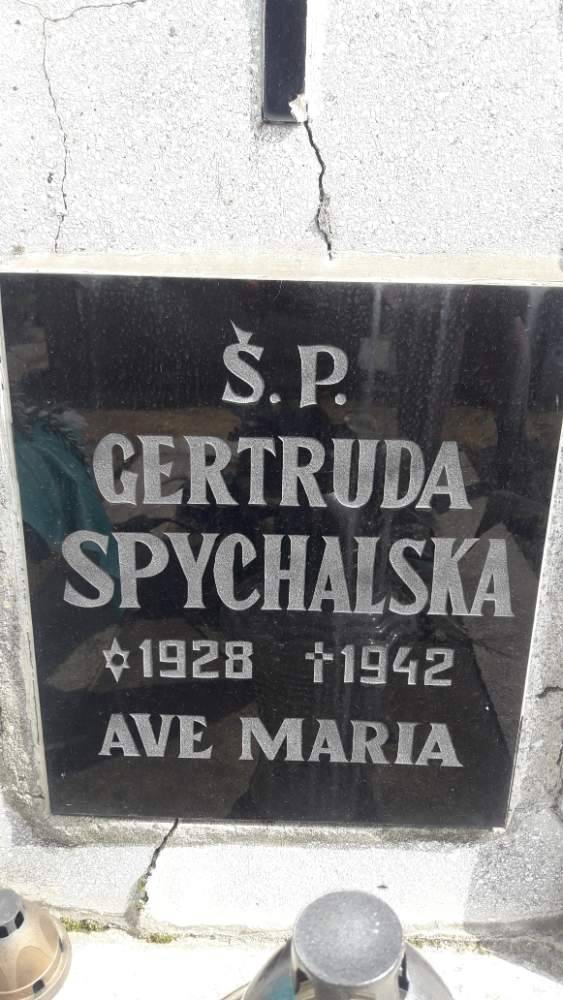 Ś. P.
GERTRUDA
SPYCHALSKA
✡1928 ✝1942
AVE MARIA